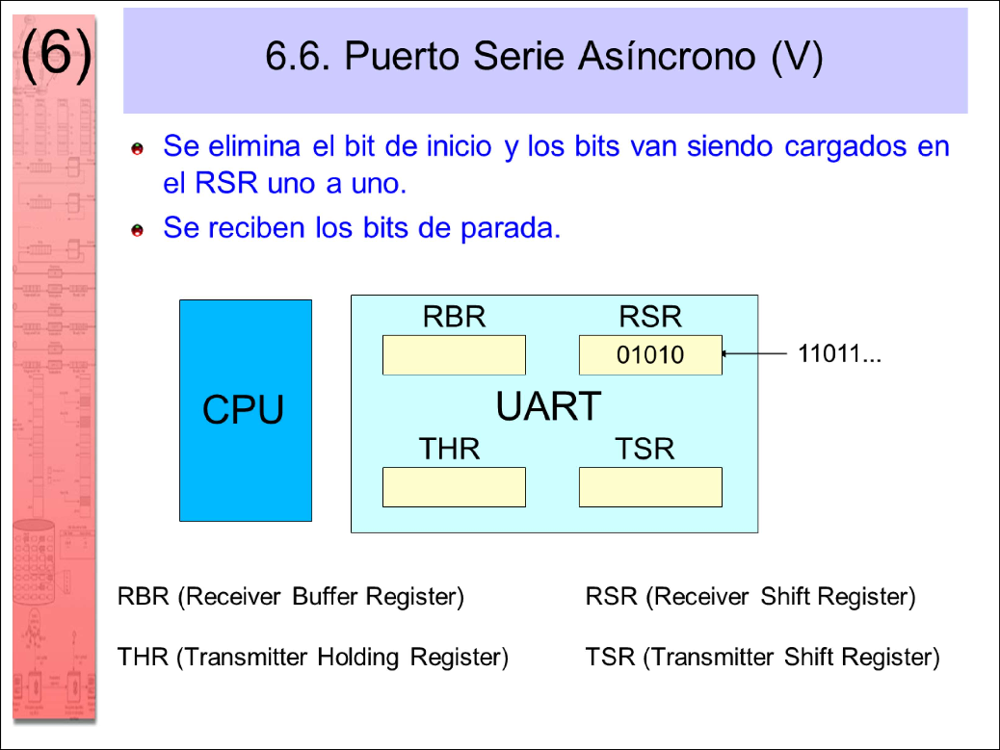 (6)
6.6. Puerto Serie Asíncrono (V)
Se elimina el bit de inicio y los bits van siendo cargados en
el RSR uno a uno.
Se reciben los bits de parada.
RBR RSR
01010 11011...
CPU UART
THR TSR
RBR (Receiver Buffer Register) RSR (Receiver Shift Register)
THR (Transmitter Holding Register) TSR (Transmitter Shift Register)